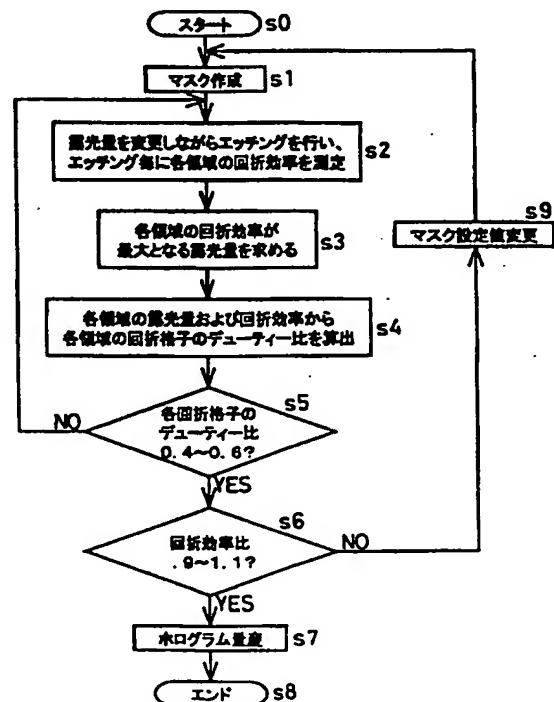 スタート s0
マスク作成 s1
露光量を変更しながらエッチングを行い、
エッチング毎に各領域の回折効率を測定 s2
各領域の回折効率が
最大となる露光量を求める s3
各領域の露光量および回折効率から
各領域の回折格子のデューティー比を算出 s4
各回折格子の
デューティー比
0.4~0.6? s5
NO
YES
回折効率比
.9~1.1? s6
NO
YES
ホログラム量産 s7
エンド s8
s9
マスク設定値変更